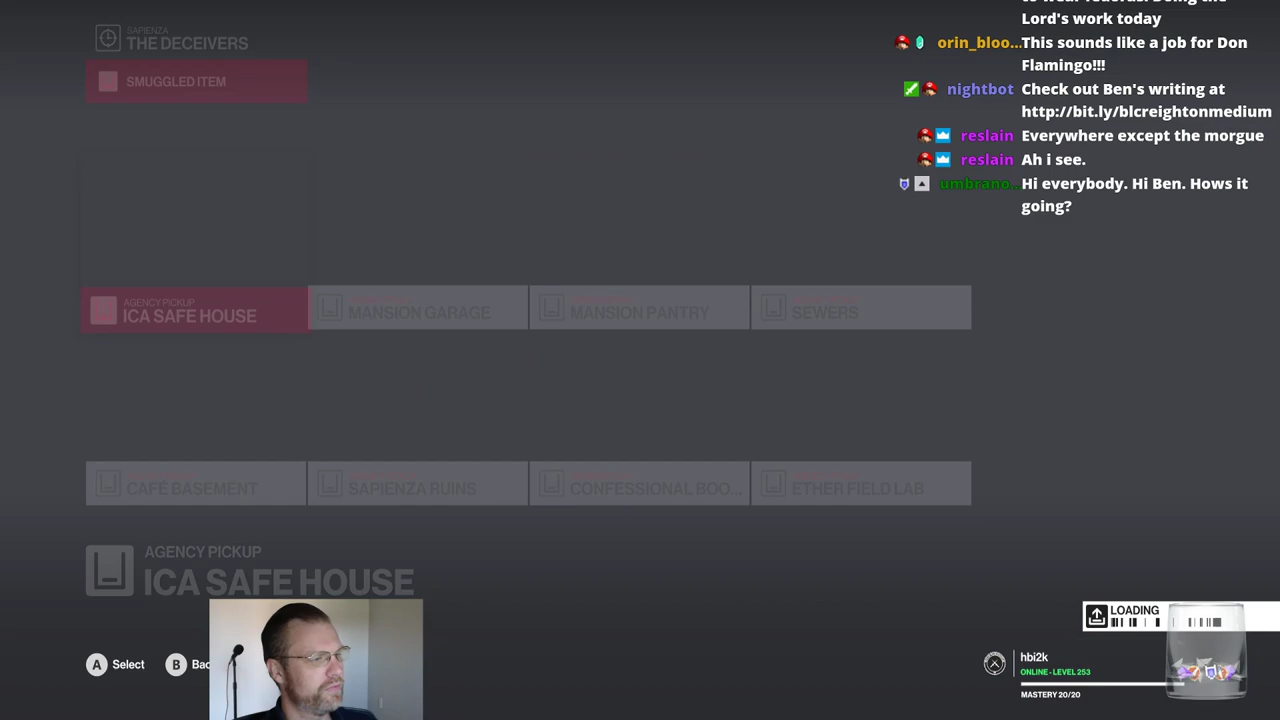 SAPIENZA
THE DECEIVERS
SMUGGLED ITEM
AGENCY PICKUP
ICA SAFE HOUSE
MANSION GARAGE
MANSION PANTRY
SEWERS
CAFÉ BASEMENT
SAPIENZA RUINS
CONFESSIONAL BOO...
ETHER FIELD LAB
AGENCY PICKUP
ICA SAFE HOUSE
A Select
B Bac
Lord's work today
orin_bloo... This sounds like a job for Don
Flamingo!!!
nightbot Check out Ben's writing at
http://bit.ly/blcreightonmedium
reslain Everywhere except the morgue
reslain Ah i see.
umbrano... Hi everybody. Hi Ben. Hows it
going?
LOADING
hbi2k
ONLINE - LEVEL 253
MASTERY 20/20